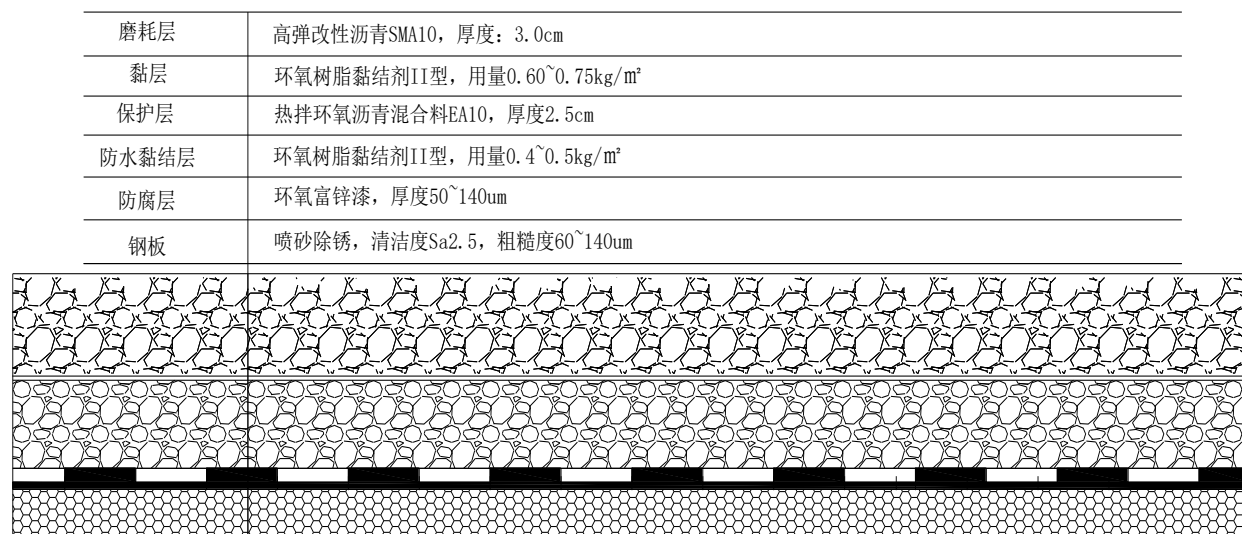 磨耗层 高弹改性沥青SMA10，厚度：3.0cm
黏层 环氧树脂黏结剂II型，用量0.60~0.75kg/m²
保护层 热拌环氧沥青混合料EA10，厚度2.5cm
防水黏结层 环氧树脂黏结剂II型，用量0.4~0.5kg/m²
防腐层 环氧富锌漆，厚度50~140um
钢板 喷砂除锈，清洁度Sa2.5，粗糙度60~140um